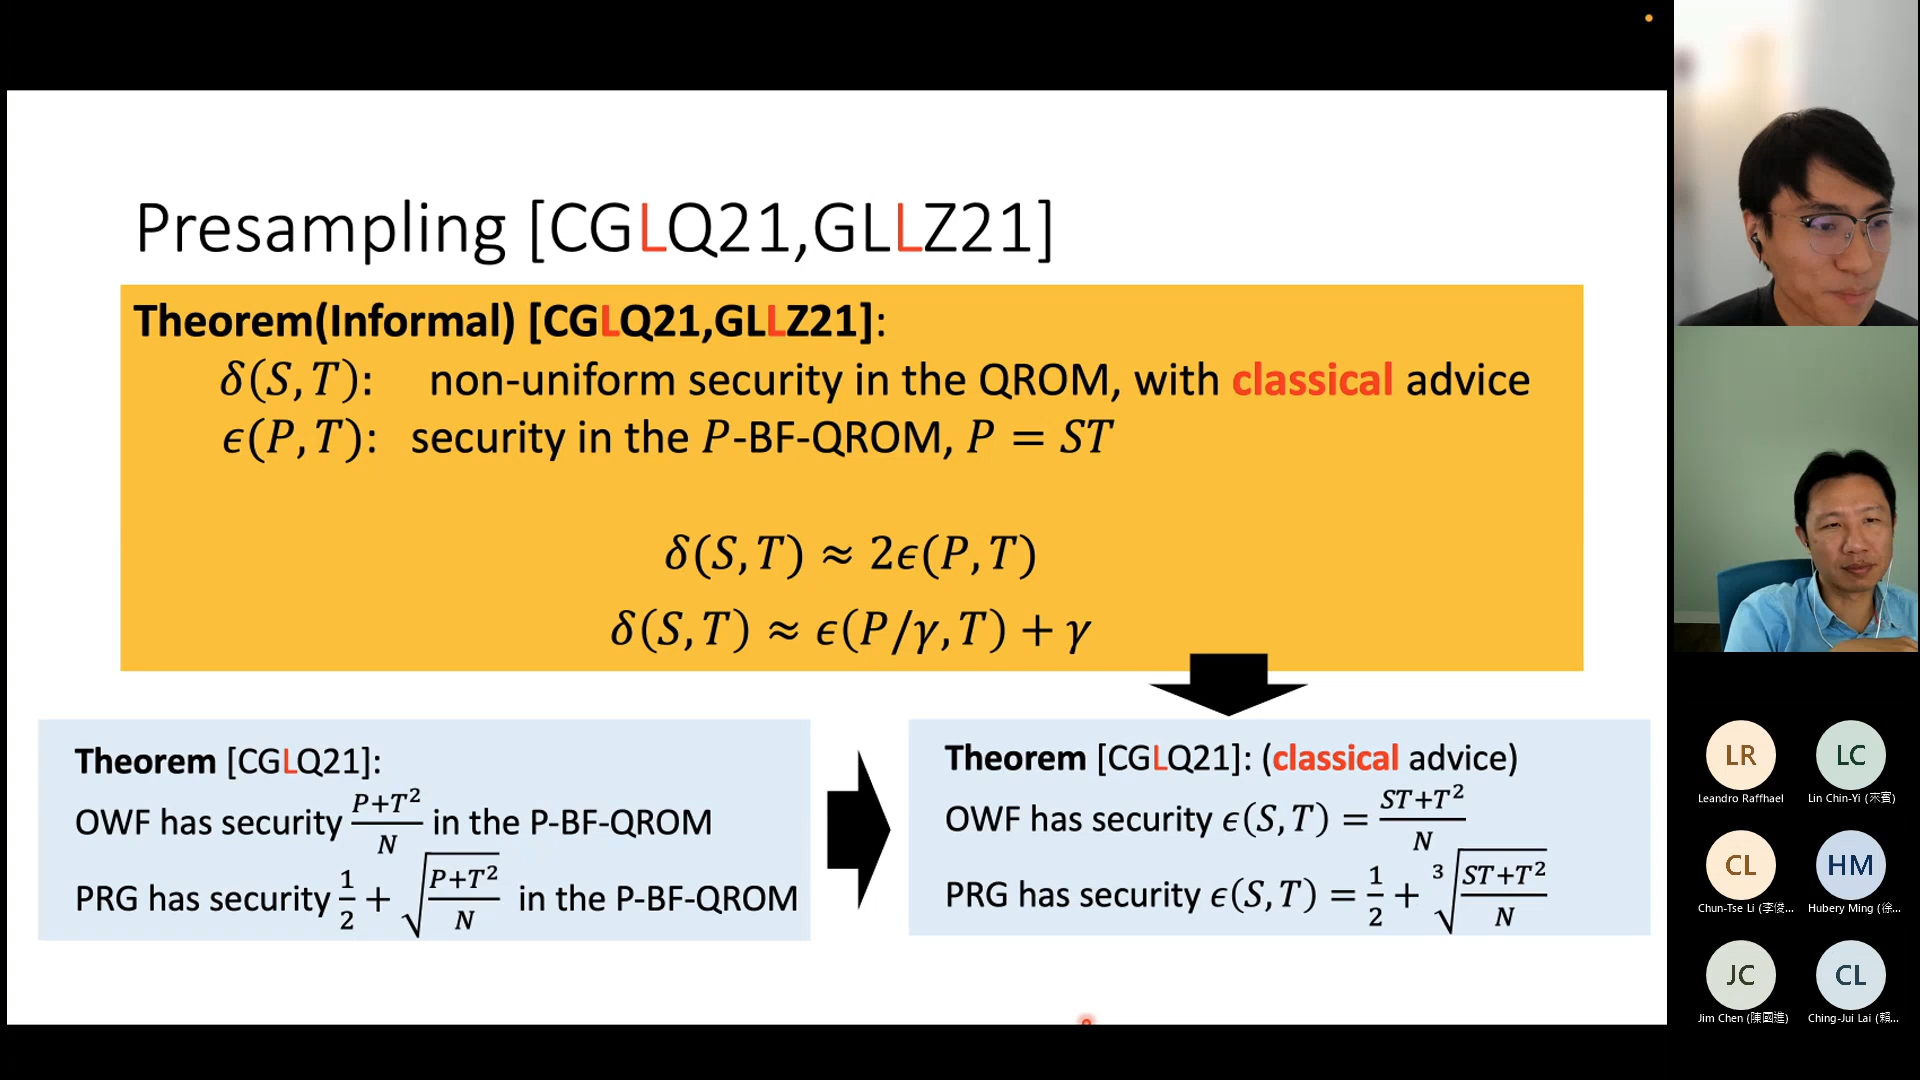 Presampling [CGLQ21,GLLZ21]
Theorem(Informal) [CGLQ21,GLLZ21]:
δ(S,T): non-uniform security in the QROM, with classical advice
ϵ(P,T): security in the P-BF-QROM, P = ST
δ(S,T) ≈ 2ϵ(P,T)
δ(S,T) ≈ ϵ(P/γ,T) + γ
Theorem [CGLQ21]:
OWF has security (P+T²)/N in the P-BF-QROM
PRG has security 1/2 + √((P+T²)/N) in the P-BF-QROM
Theorem [CGLQ21]: (classical advice)
OWF has security ϵ(S,T) = (ST+T²)/N
PRG has security ϵ(S,T) = 1/2 + ³√((ST+T²)/N)
LR
Leandro Raffhael
LC
Lin Chin-Yi (來賓)
CL
Chun-Tse Li (李俊...
HM
Hubery Ming (徐...
JC
Jim Chen (陳國進)
CL
Ching-Jui Lai (賴...